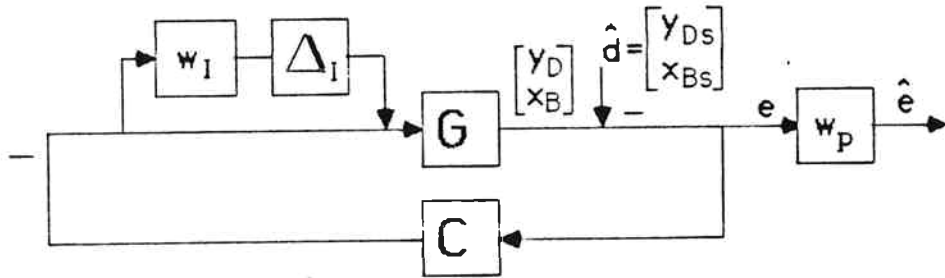 w_I
Δ_I
[y_D
x_B]
d̂=[y_Ds
x_Bs]
−
G
−
e
w_p
ê
C